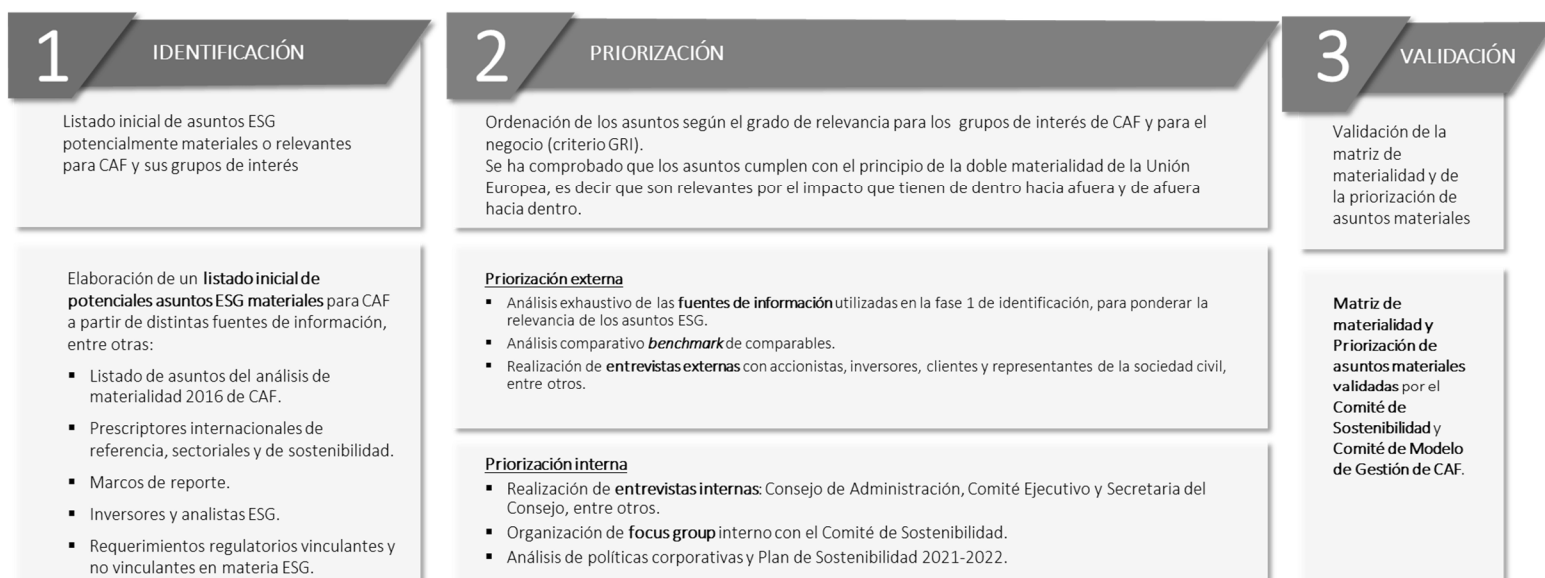 1
IDENTIFICACIÓN
Listado inicial de asuntos ESG
potencialmente materiales o relevantes
para CAF y sus grupos de interés
Elaboración de un listado inicial de
potenciales asuntos ESG materiales para CAF
a partir de distintas fuentes de información,
entre otras:
▪ Listado de asuntos del análisis de
materialidad 2016 de CAF.
▪ Prescriptores internacionales de
referencia, sectoriales y de sostenibilidad.
▪ Marcos de reporte.
▪ Inversores y analistas ESG.
▪ Requerimientos regulatorios vinculantes y
no vinculantes en materia ESG.
2
PRIORIZACIÓN
Ordenación de los asuntos según el grado de relevancia para los grupos de interés de CAF y para el
negocio (criterio GRI).
Se ha comprobado que los asuntos cumplen con el principio de la doble materialidad de la Unión
Europea, es decir que son relevantes por el impacto que tienen de dentro hacia afuera y de afuera
hacia dentro.
Priorización externa
▪ Análisis exhaustivo de las fuentes de información utilizadas en la fase 1 de identificación, para ponderar la
relevancia de los asuntos ESG.
▪ Análisis comparativo benchmark de comparables.
▪ Realización de entrevistas externas con accionistas, inversores, clientes y representantes de la sociedad civil,
entre otros.
Priorización interna
▪ Realización de entrevistas internas: Consejo de Administración, Comité Ejecutivo y Secretaria del
Consejo, entre otros.
▪ Organización de focus group interno con el Comité de Sostenibilidad.
▪ Análisis de políticas corporativas y Plan de Sostenibilidad 2021-2022.
3
VALIDACIÓN
Validación de la
matriz de
materialidad y de
la priorización de
asuntos materiales
Matriz de
materialidad y
Priorización de
asuntos materiales
validadas por el
Comité de
Sostenibilidad y
Comité de Modelo
de Gestión de CAF.